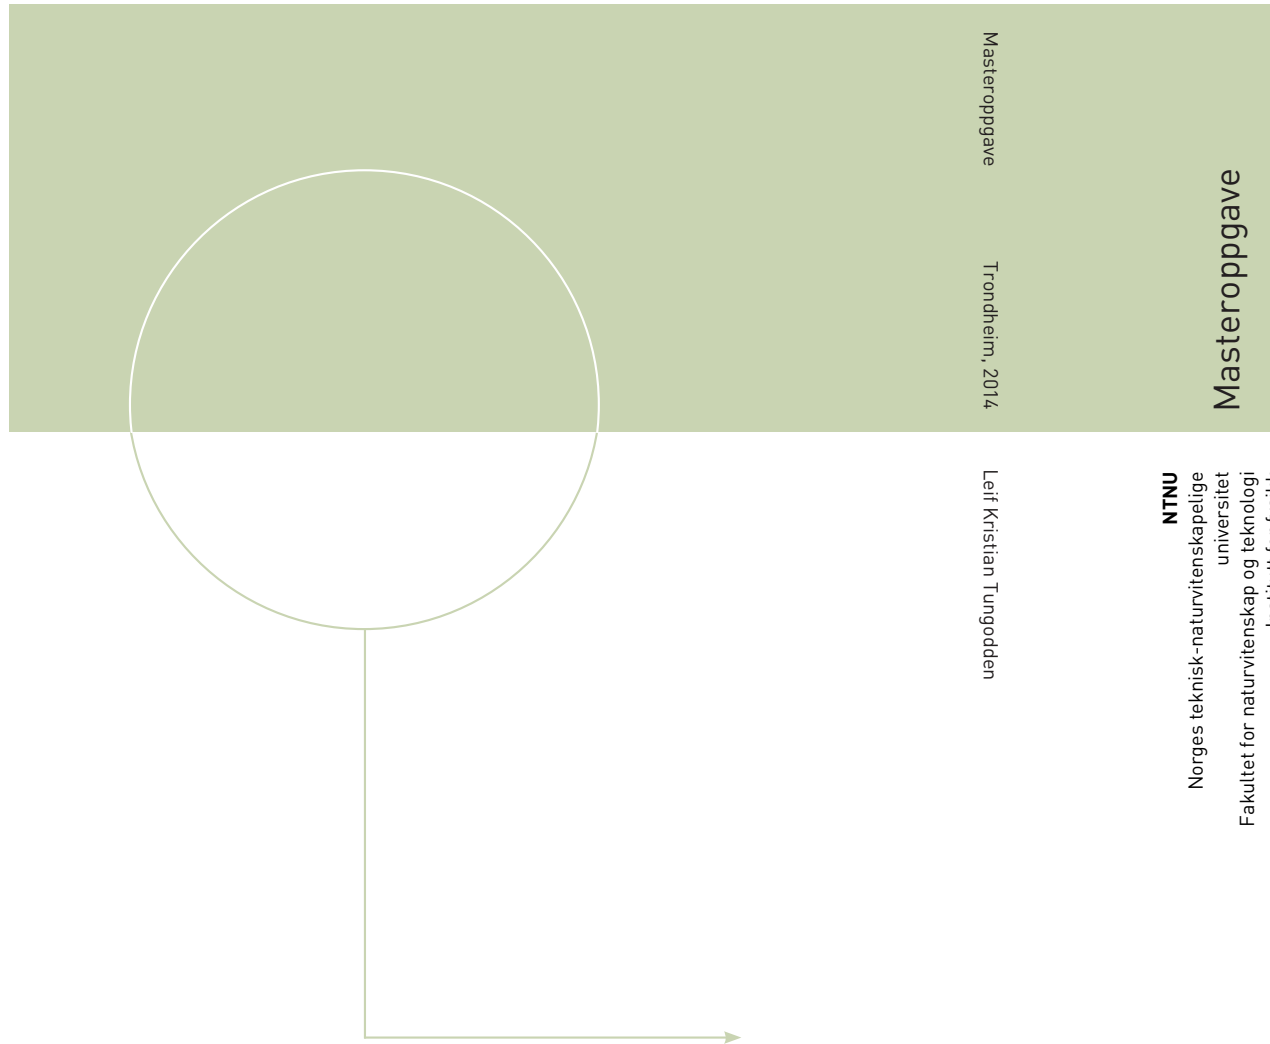 Masteroppgave
Trondheim, 2014
Leif Kristian Tungodden
Masteroppgave
NTNU
Norges teknisk-naturvitenskapelige
universitet
Fakultet for naturvitenskap og teknologi